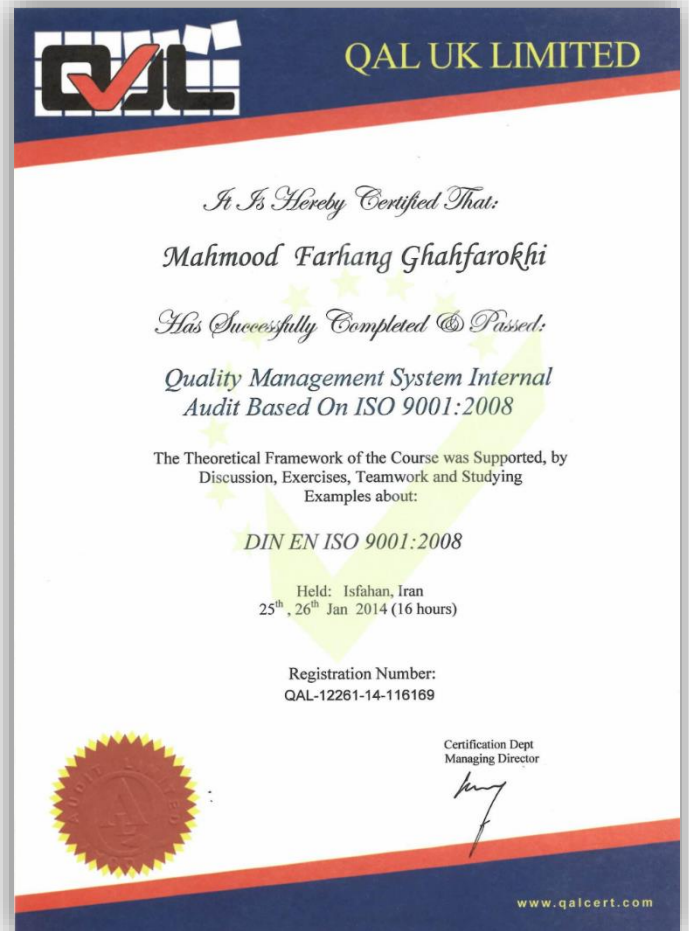 QAL
QAL UK LIMITED
It Is Hereby Certified That:
Mahmood Farhang Ghahfarokhi
Has Successfully Completed & Passed:
Quality Management System Internal
Audit Based On ISO 9001:2008
The Theoretical Framework of the Course was Supported, by
Discussion, Exercises, Teamwork and Studying
Examples about:
DIN EN ISO 9001:2008
Held: Isfahan, Iran
25th , 26th Jan 2014 (16 hours)
Registration Number:
QAL-12261-14-116169
Certification Dept
Managing Director
AUDIT LIMITED
www.qalcert.com